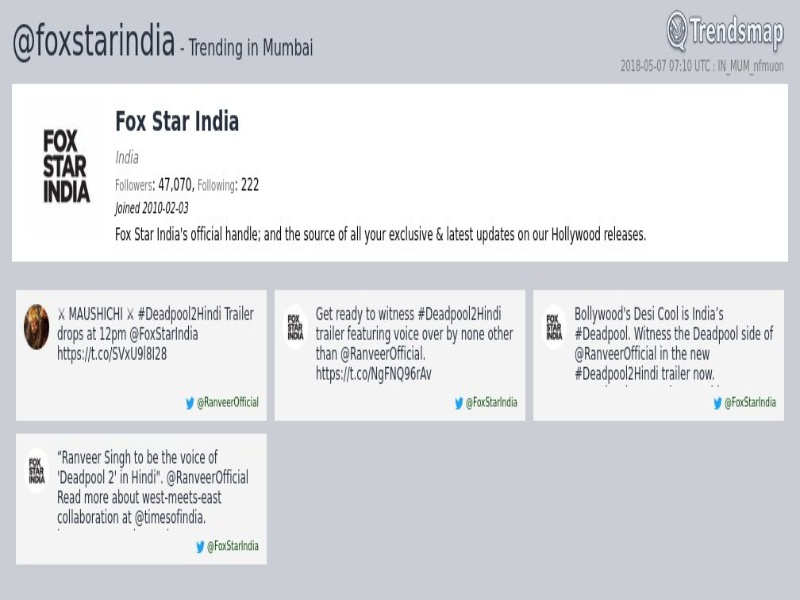 @foxstarindia - Trending in Mumbai
Trendsmap
2018-05-07 07:10 UTC : IN_MUM_nfmuon
FOX
STAR
INDIA
Fox Star India
India
Followers: 47,070, Following: 222
Joined 2010-02-03
Fox Star India's official handle; and the source of all your exclusive & latest updates on our Hollywood releases.
⚔ MAUSHICHI ⚔ #Deadpool2Hindi Trailer
drops at 12pm @FoxStarIndia
https://t.co/SVxU9l8I28
@RanveerOfficial
FOX
STAR
INDIA
Get ready to witness #Deadpool2Hindi
trailer featuring voice over by none other
than @RanveerOfficial.
https://t.co/NgFNQ96rAv
@FoxStarIndia
FOX
STAR
INDIA
Bollywood's Desi Cool is India's
#Deadpool. Witness the Deadpool side of
@RanveerOfficial in the new
#Deadpool2Hindi trailer now.
@FoxStarIndia
FOX
STAR
INDIA
"Ranveer Singh to be the voice of
'Deadpool 2' in Hindi". @RanveerOfficial
Read more about west-meets-east
collaboration at @timesofindia.
@FoxStarIndia